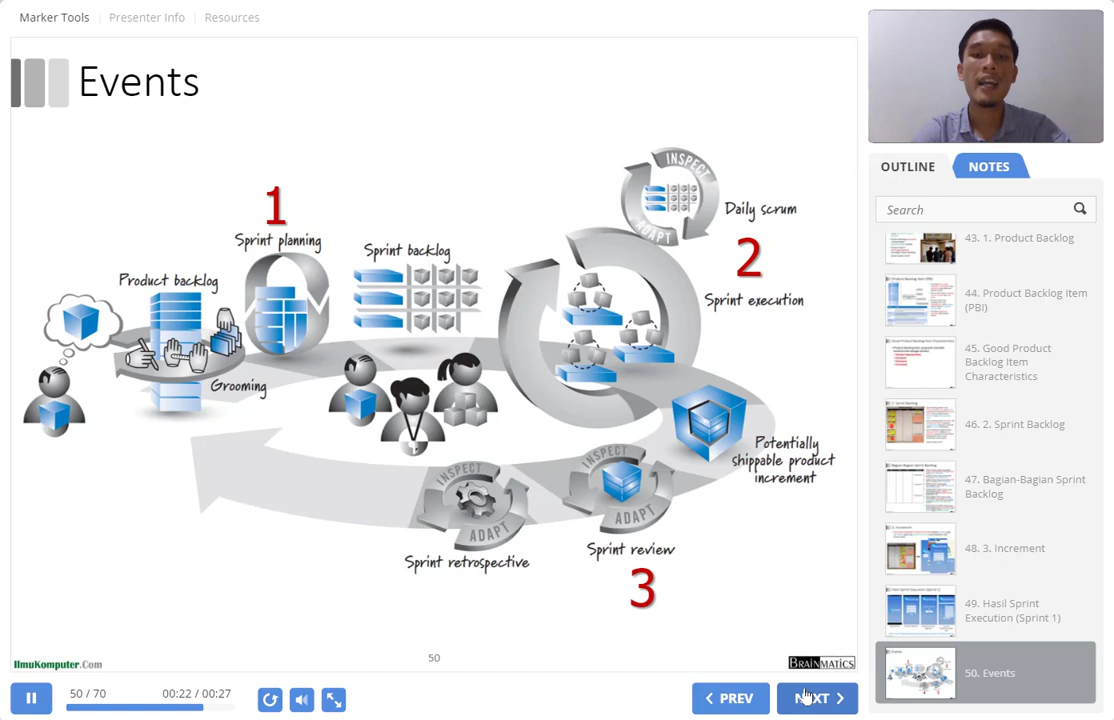 Marker Tools
Presenter Info
Resources
Events
1
Sprint planning
Product backlog
Grooming
Sprint backlog
INSPECT
ADAPT
Daily scrum
2
Sprint execution
Potentially
shippable product
increment
INSPECT
ADAPT
Sprint review
3
INSPECT
ADAPT
Sprint retrospective
IlmuKomputer.Com
50
BRAINMATICS
50 / 70
00:22 / 00:27
PREV
NEXT
OUTLINE
NOTES
Search
43. 1. Product Backlog
44. Product Backlog Item
(PBI)
45. Good Product
Backlog Item
Characteristics
46. 2. Sprint Backlog
47. Bagian-Bagian Sprint
Backlog
48. 3. Increment
49. Hasil Sprint
Execution (Sprint 1)
50. Events